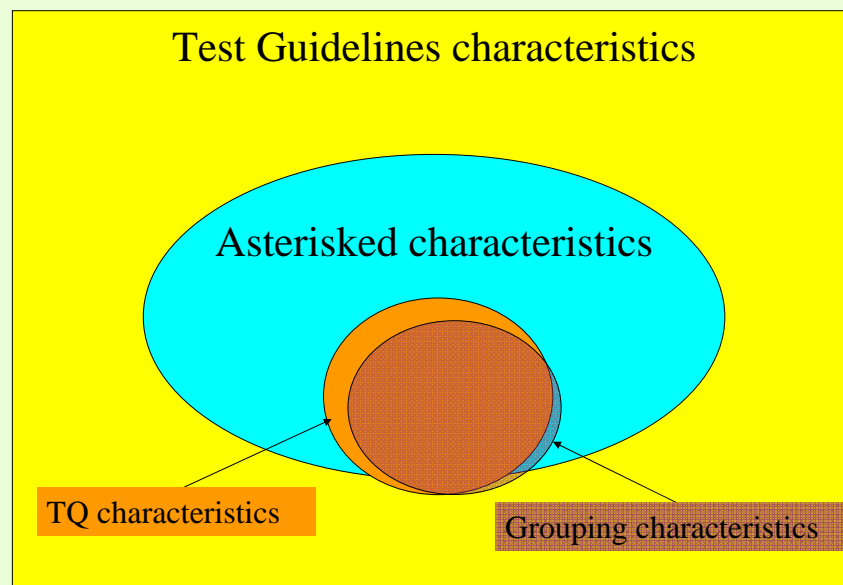 Test Guidelines characteristics
Asterisked characteristics
TQ characteristics
Grouping characteristics